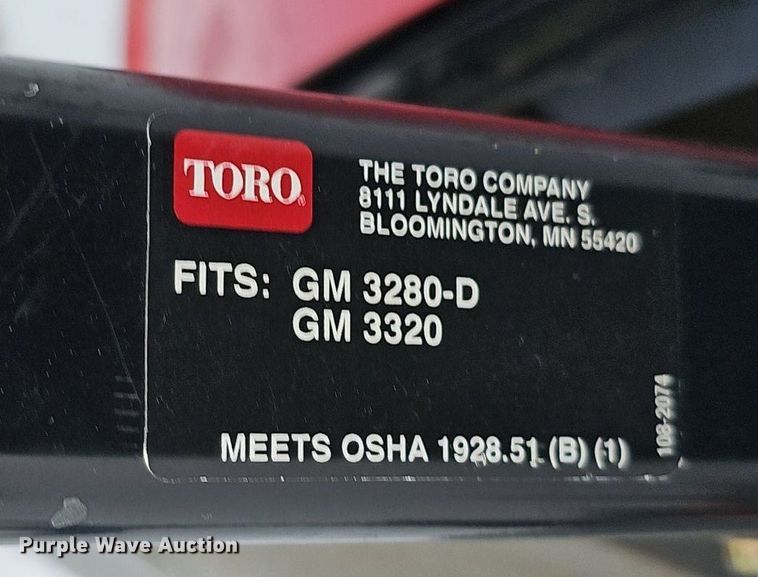 TORO®
THE TORO COMPANY
8111 LYNDALE AVE. S.
BLOOMINGTON, MN 55420
FITS: GM 3280-D
GM 3320
MEETS OSHA 1928.51 (B) (1)
108-2074
Purple Wave Auction